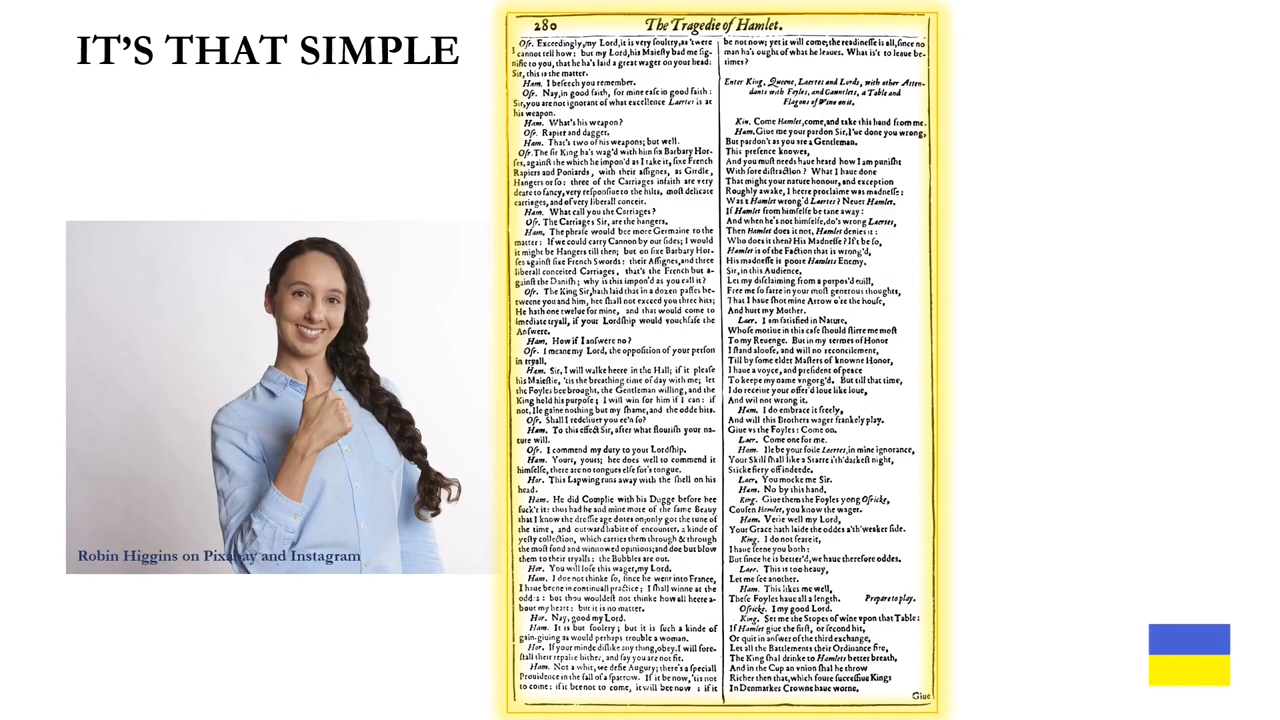 IT'S THAT SIMPLE
Robin Higgins on Pixabay and Instagram
280 The Tragedie of Hamlet.
Osr. Exceedingly, my Lord, it is very soultry, as 'twere
I cannot tell how: but my Lord, his Maiesty bad me sig-
nifie to you, that he ha's laid a great wager on your head:
Sir, this is the matter.
Ham. I beseech you remember.
Osr. Nay, in good faith, for mine ease in good faith:
Sir, you are not ignorant of what excellence Laertes is at
his weapon.
Ham. What's his weapon?
Osr. Rapier and dagger.
Ham. That's two of his weapons; but well.
Osr. The sir King ha's wag'd with him six Barbary Hor-
ses, against the which he impon'd as I take it, sixe French
Rapiers and Poniards, with their assignes, as Girdle,
Hangers or so: three of the Carriages infaith are very
deare to fancy, very responsiue to the hilts, most delicate
carriages, and of very liberall conceit.
Ham. What call you the Carriages?
Osr. The Carriages Sir, are the hangers.
Ham. The phrase would bee more Germaine to the
matter: If we could carry Cannon by our sides; I would
it might be Hangers till then; but on sixe Barbary Hor-
ses against sixe French Swords: their Assignes, and three
liberall conceited Carriages, that's the French but a-
gainst the Danish; why is this impon'd as you call it?
Osr. The King Sir, hath laid that in a dozen passes be-
tweene you and him, hee shall not exceed you three hits;
He hath one twelue for mine, and that would come to
imediate tryall, if your Lordship would vouchsafe the
Answere.
Ham. How if I answere no?
Osr. I meane my Lord, the opposition of your person
in tryall.
Ham. Sir, I will walke heere in the Hall; if it please
his Maiestie, 'tis the breathing time of day with me; let
the Foyles bee brought, the Gentleman willing, and the
King hold his purpose; I will win for him if I can: if
not, Ile gaine nothing but my shame, and the odde hits.
Osr. Shall I redeliuer you ee'n so?
Ham. To this effect Sir, after what flourish your na-
ture will.
Osr. I commend my duty to your Lordship.
Ham. Yours, yours; hee does well to commend it
himselfe, there are no tongues else for's tongue.
Hor. This Lapwing runs away with the shell on his
head.
Ham. He did Complie with his Dugge before hee
suck't it: thus had he and mine more of the same Beauy
that I know the drossie age dotes on; only got the tune of
the time, and outward habite of encounter, a kinde of
yesty collection, which carries them through & through
the most fond and winnowed opinions; and doe but blow
them to their tryalls: the Bubbles are out.
Hor. You will lose this wager, my Lord.
Ham. I doe not thinke so, since he went into France,
I haue beene in continuall practice; I shall winne at the
oddes: but thou wouldest not thinke how all heere a-
bout my heart: but it is no matter.
Hor. Nay, good my Lord.
Ham. It is but foolery; but it is such a kinde of
gain-giuing as would perhaps trouble a woman.
Hor. If your minde dislike any thing, obey. I will fore-
stall their repaire hither, and say you are not fit.
Ham. Not a whit, we defie Augury; there's a speciall
Prouidence in the fall of a sparrow. If it be now, 'tis not
to come: if it bee not to come, it will bee now: if it
be not now; yet it will come; the readinesse is all, since no
man ha's ought of what he leaues. What is't to leaue be-
times?
Enter King, Queene, Laertes and Lords, with other Atten-
dants with Foyles, and Gauntlets, a Table and
Flagons of Wine on it.
Kin. Come Hamlet, come, and take this hand from me.
Ham. Giue me your pardon Sir, I'ue done you wrong,
But pardon't as you are a Gentleman.
This presence knowes,
And you must needs haue heard how I am punisht
With sore distraction? What I haue done
That might your nature honour, and exception
Roughly awake, I heere proclaime was madnesse:
Was't Hamlet wrong'd Laertes? Neuer Hamlet.
If Hamlet from himselfe be tane away:
And when he's not himselfe, do's wrong Laertes,
Then Hamlet does it not, Hamlet denies it:
Who does it then? His Madnesse? If't be so,
Hamlet is of the Faction that is wrong'd,
His madnesse is poore Hamlets Enemy.
Sir, in this Audience,
Let my disclaiming from a purpos'd euill,
Free me so farre in your most generous thoughts,
That I haue shot mine Arrow o're the house,
And hurt my Mother.
Laer. I am satisfied in Nature,
Whose motiue in this case should stirre me most
To my Reuenge. But in my termes of Honor
I stand aloofe, and will no reconcilement,
Till by some elder Masters of knowne Honor,
I haue a voyce, and president of peace
To keepe my name vngorg'd. But till that time,
I do receiue your offer'd loue like loue,
And wil not wrong it.
Ham. I do embrace it freely,
And will this Brothers wager frankely play.
Giue vs the Foyles: Come on.
Laer. Come one for me.
Ham. Ile be your foile Laertes, in mine ignorance,
Your Skill shall like a Starre i'th'darkest night,
Sticke fiery off indeede.
Laer. You mocke me Sir.
Ham. No by this hand.
King. Giue them the Foyles yong Osricke,
Cousen Hamlet, you know the wager.
Ham. Verie well my Lord,
Your Grace hath laide the oddes a'th'weaker side.
King. I do not feare it,
I haue seene you both:
But since he is better'd, we haue therefore oddes.
Laer. This is too heauy,
Let me see another.
Ham. This likes me well,
These Foyles haue all a length. Prepare to play.
Osricke. I my good Lord.
King. Set me the Stopes of wine vpon that Table:
If Hamlet giue the first, or second hit,
Or quit in answer of the third exchange,
Let all the Battlements their Ordinance fire,
The King shal drinke to Hamlets better breath,
And in the Cup an vnion shal he throw
Richer then that, which foure successiue Kings
In Denmarkes Crowne haue worne.
Giue